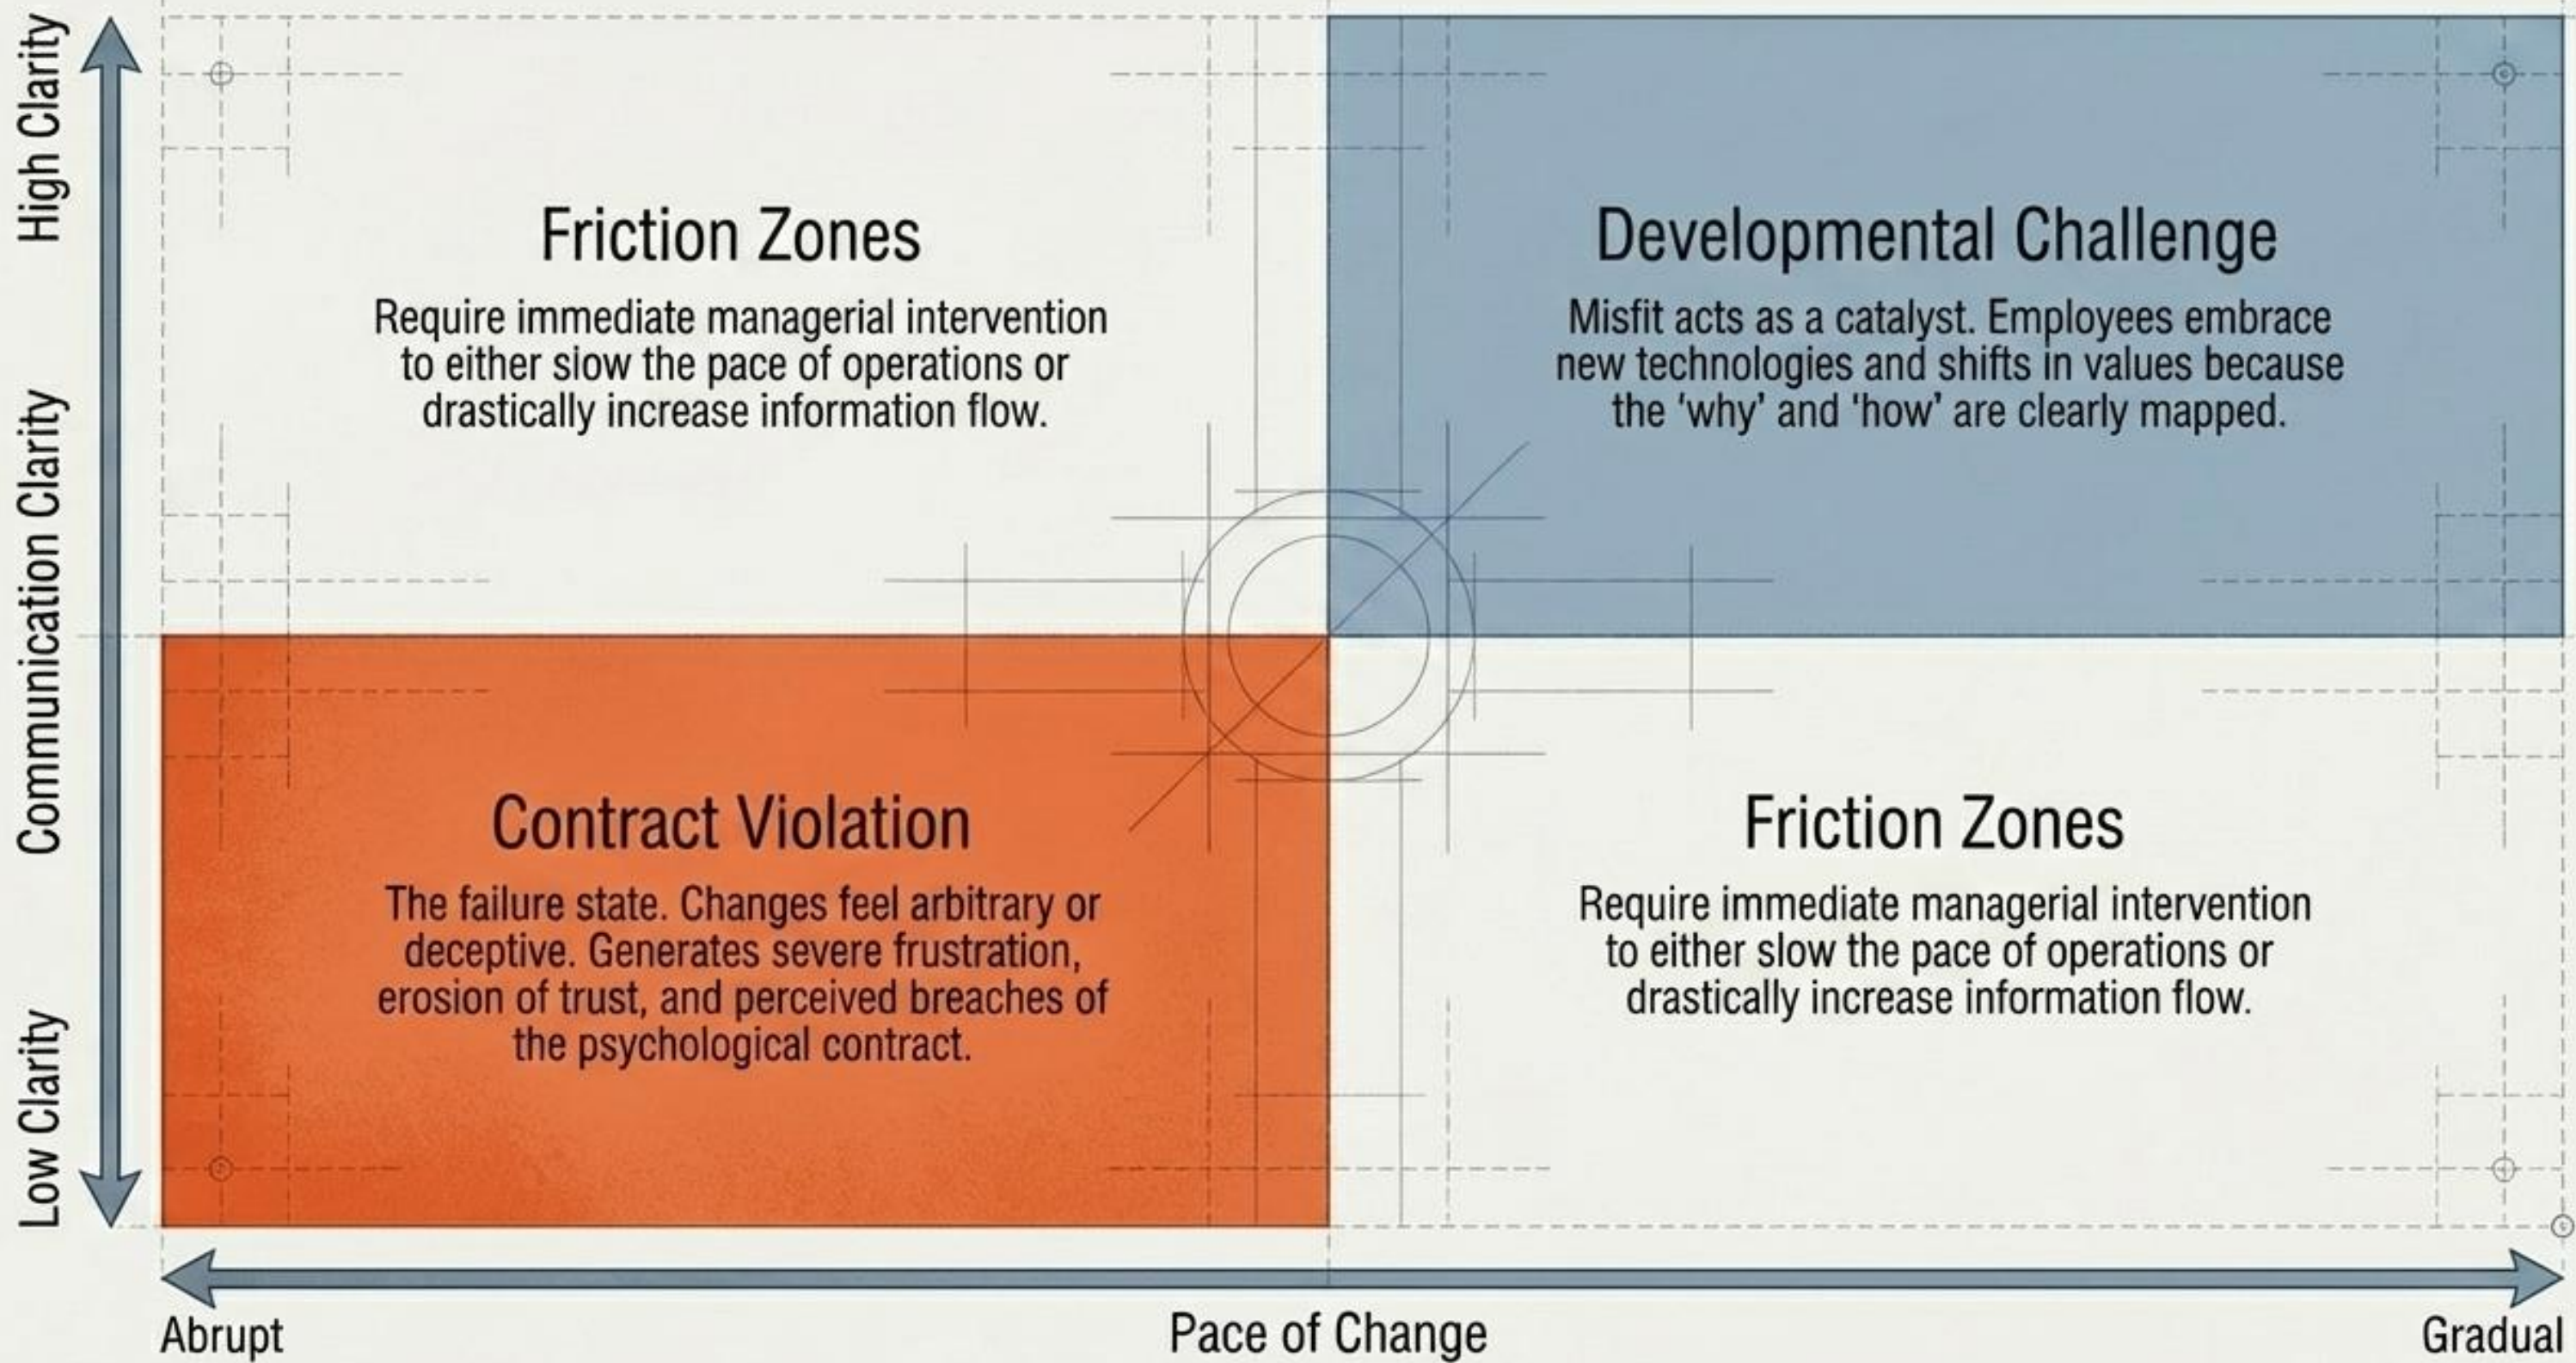 High Clarity
Communication Clarity
Low Clarity
Friction Zones
Require immediate managerial intervention
to either slow the pace of operations or
drastically increase information flow.
Developmental Challenge
Misfit acts as a catalyst. Employees embrace
new technologies and shifts in values because
the ‘why’ and ‘how’ are clearly mapped.
Contract Violation
The failure state. Changes feel arbitrary or
deceptive. Generates severe frustration,
erosion of trust, and perceived breaches of
the psychological contract.
Friction Zones
Require immediate managerial intervention
to either slow the pace of operations or
drastically increase information flow.
Abrupt
Pace of Change
Gradual